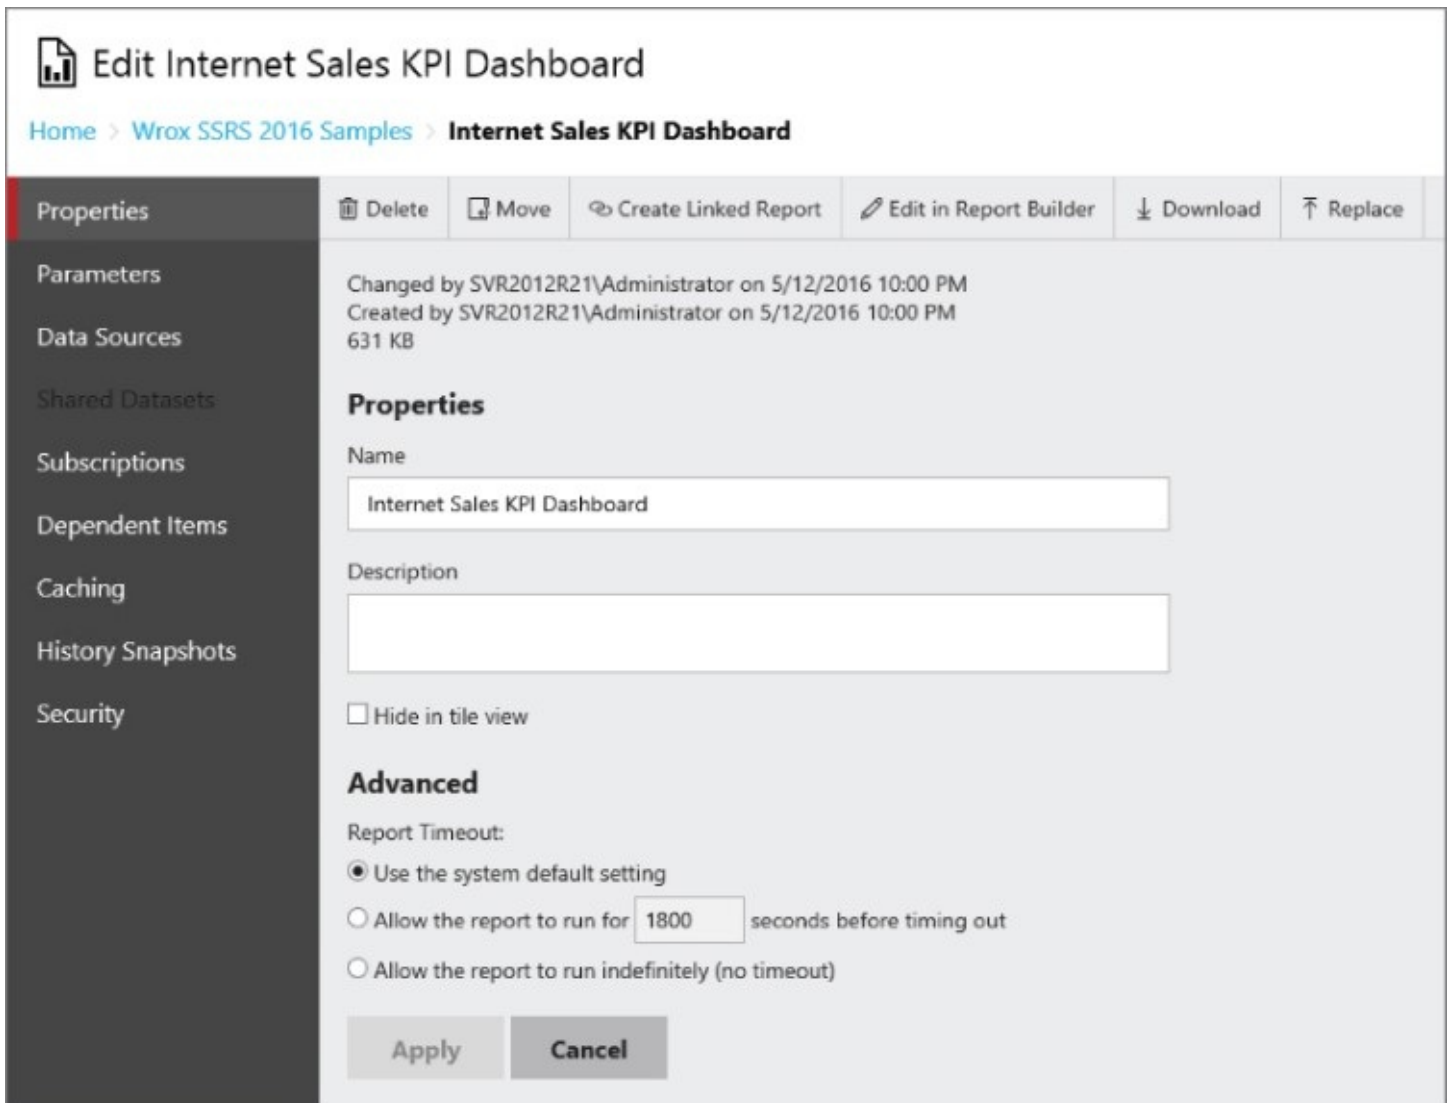 Edit Internet Sales KPI Dashboard
Home > Wrox SSRS 2016 Samples > Internet Sales KPI Dashboard
Properties
Delete Move Create Linked Report Edit in Report Builder Download Replace
Parameters
Data Sources
Shared Datasets
Subscriptions
Dependent Items
Caching
History Snapshots
Security
Changed by SVR2012R21\Administrator on 5/12/2016 10:00 PM
Created by SVR2012R21\Administrator on 5/12/2016 10:00 PM
631 KB
Properties
Name
Internet Sales KPI Dashboard
Description
Hide in tile view
Advanced
Report Timeout:
Use the system default setting
Allow the report to run for 1800 seconds before timing out
Allow the report to run indefinitely (no timeout)
Apply Cancel